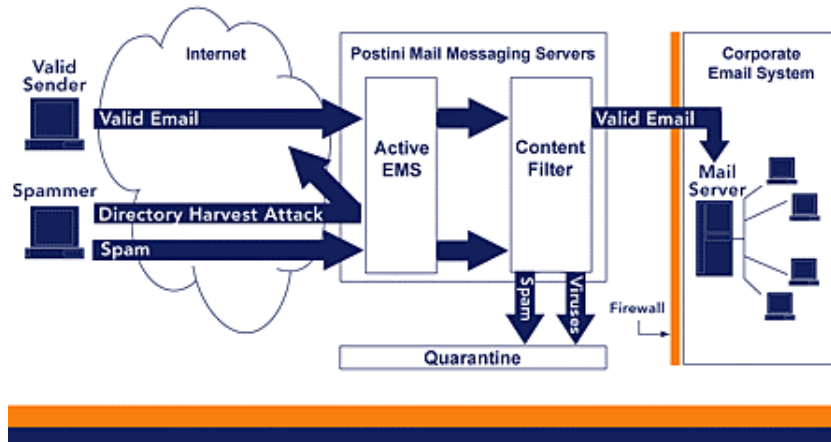 Internet
Postini Mail Messaging Servers
Corporate
Email System
Valid
Sender
Valid Email
Active
EMS
Content
Filter
Valid Email
Mail
Server
Spammer
Directory Harvest Attack
Spam
Spam
Viruses
Firewall
Quarantine